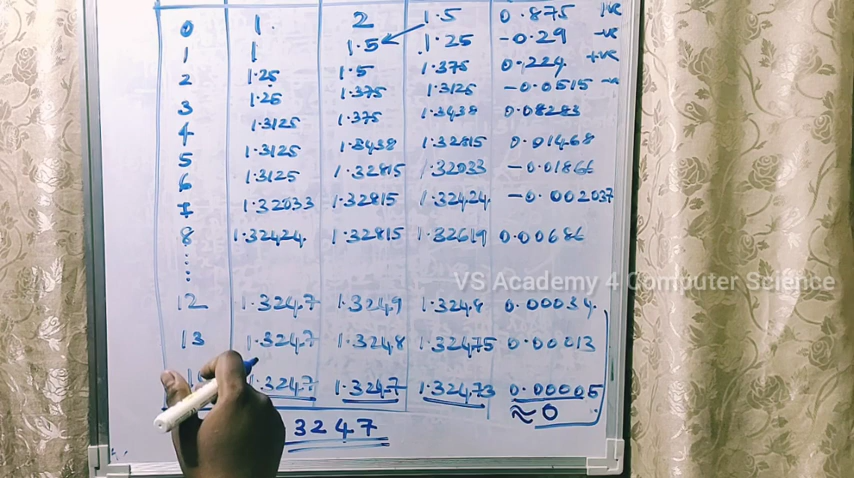 0 1. 2 1.5 0.875 +ve
1 1 1.5 1.25 -0.29 -ve
2 1.25 1.5 1.375 0.224 +ve
3 1.25 1.375 1.3125 -0.0515 -ve
4 1.3125 1.375 1.3438 0.08283
5 1.3125 1.3438 1.32815 0.01468
6 1.3125 1.32815 1.32033 -0.01866
7 1.32033 1.32815 1.32424 -0.002037
8 1.32424 1.32815 1.32619 0.00686
VS Academy 4 Computer Science
12 1.3247 1.3249 1.3248 0.00034
13 1.3247 1.3248 1.32475 0.00013
1.3247 1.3247 1.32473 0.00005
3247 ≈ 0